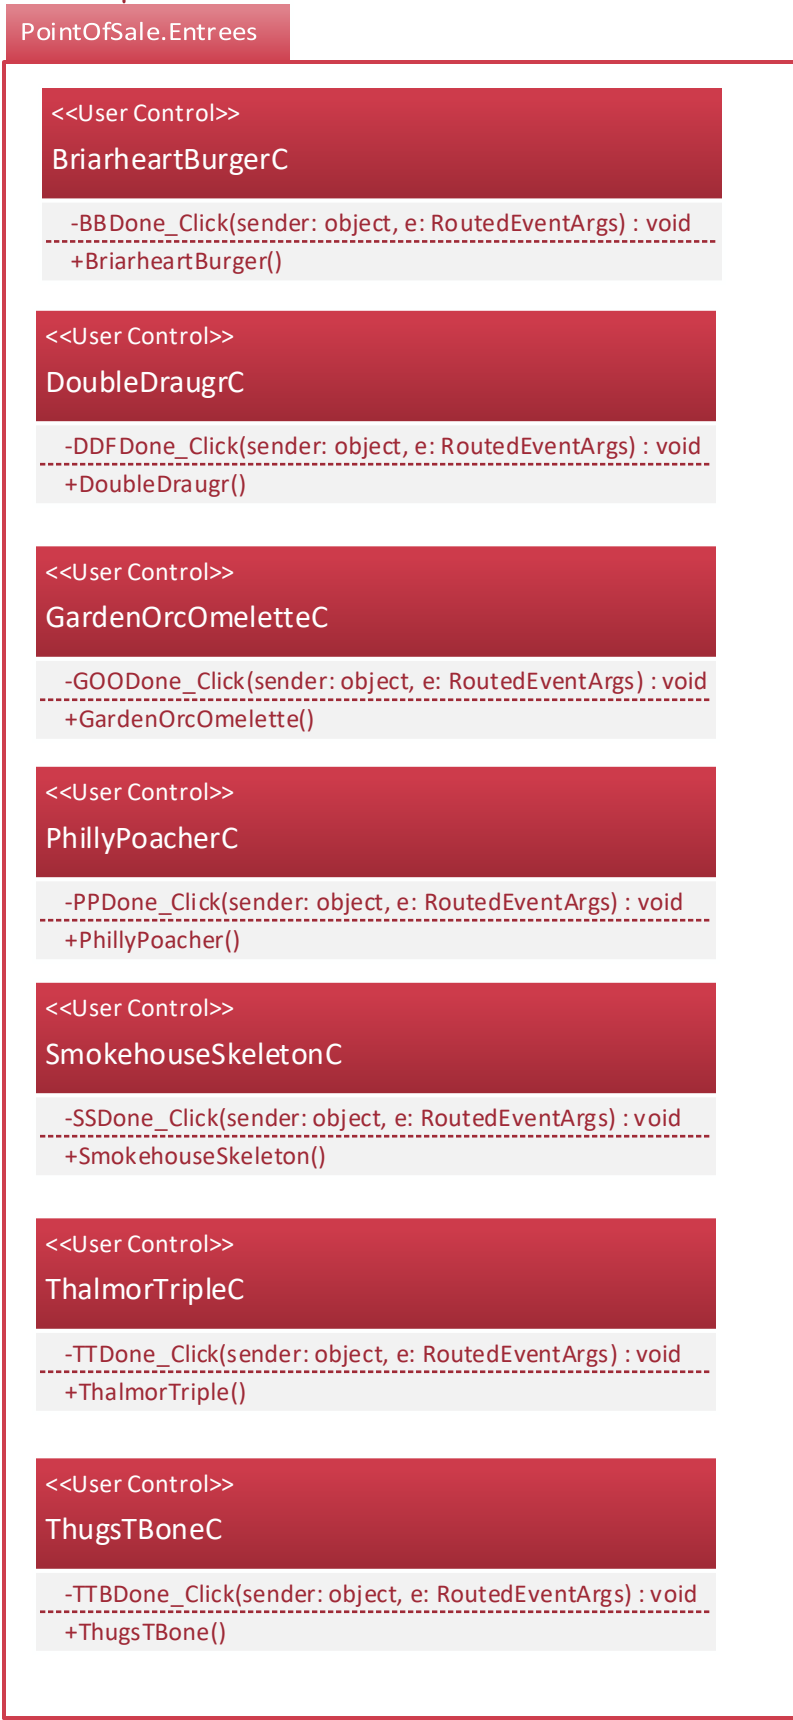 PointOfSale.Entrees
<<User Control>>
BriarheartBurgerC
-BBDone_Click(sender: object, e: RoutedEventArgs) : void
+BriarheartBurger()
<<User Control>>
DoubleDraugrC
-DDFDone_Click(sender: object, e: RoutedEventArgs) : void
+DoubleDraugr()
<<User Control>>
GardenOrcOmeletteC
-GOODone_Click(sender: object, e: RoutedEventArgs) : void
+GardenOrcOmelette()
<<User Control>>
PhillyPoacherC
-PPDone_Click(sender: object, e: RoutedEventArgs) : void
+PhillyPoacher()
<<User Control>>
SmokehouseSkeletonC
-SSDone_Click(sender: object, e: RoutedEventArgs) : void
+SmokehouseSkeleton()
<<User Control>>
ThalmorTripleC
-TTDone_Click(sender: object, e: RoutedEventArgs) : void
+ThalmorTriple()
<<User Control>>
ThugsTBoneC
-TTBDone_Click(sender: object, e: RoutedEventArgs) : void
+ThugsTBone()